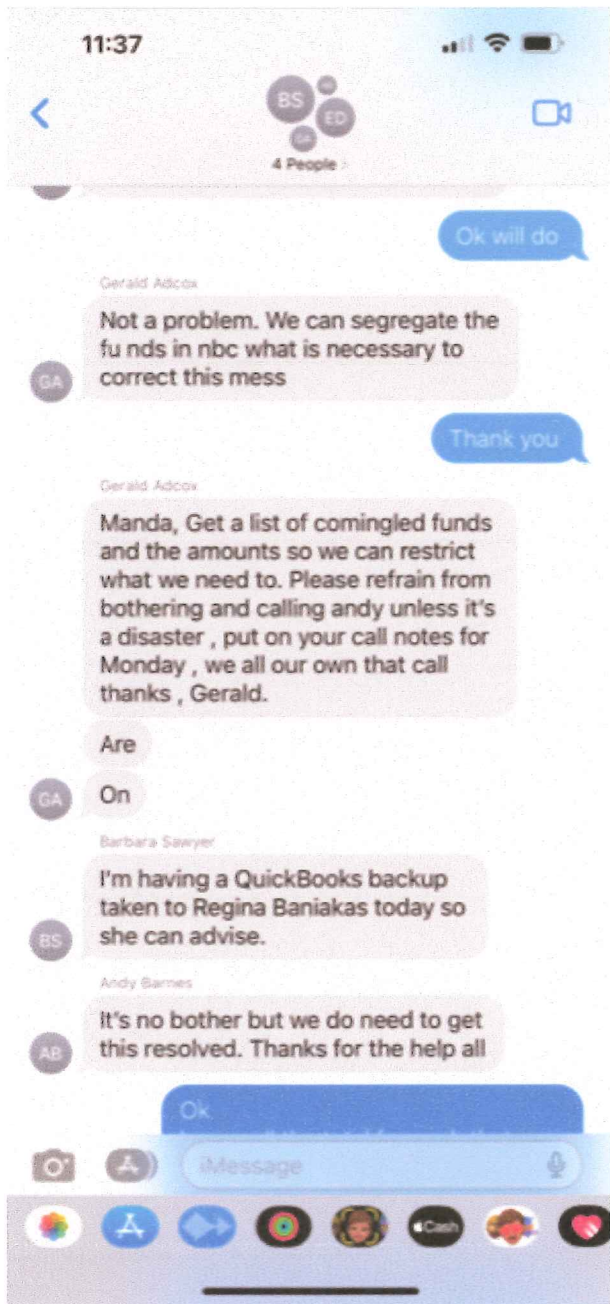 11:37
BS
ED
GA
4 People >
Ok will do
Gerald Adcox
Not a problem. We can segregate the
fu nds in nbc what is necessary to
GA
correct this mess
Thank you
Gerald Adcox
Manda, Get a list of comingled funds
and the amounts so we can restrict
what we need to. Please refrain from
bothering and calling andy unless it's
a disaster , put on your call notes for
Monday , we all our own that call
thanks , Gerald.
Are
GA
On
Barbara Sawyer
I'm having a QuickBooks backup
taken to Regina Baniakas today so
BS
she can advise.
Andy Barnes
It's no bother but we do need to get
AB
this resolved. Thanks for the help all
Ok
iMessage
Cash